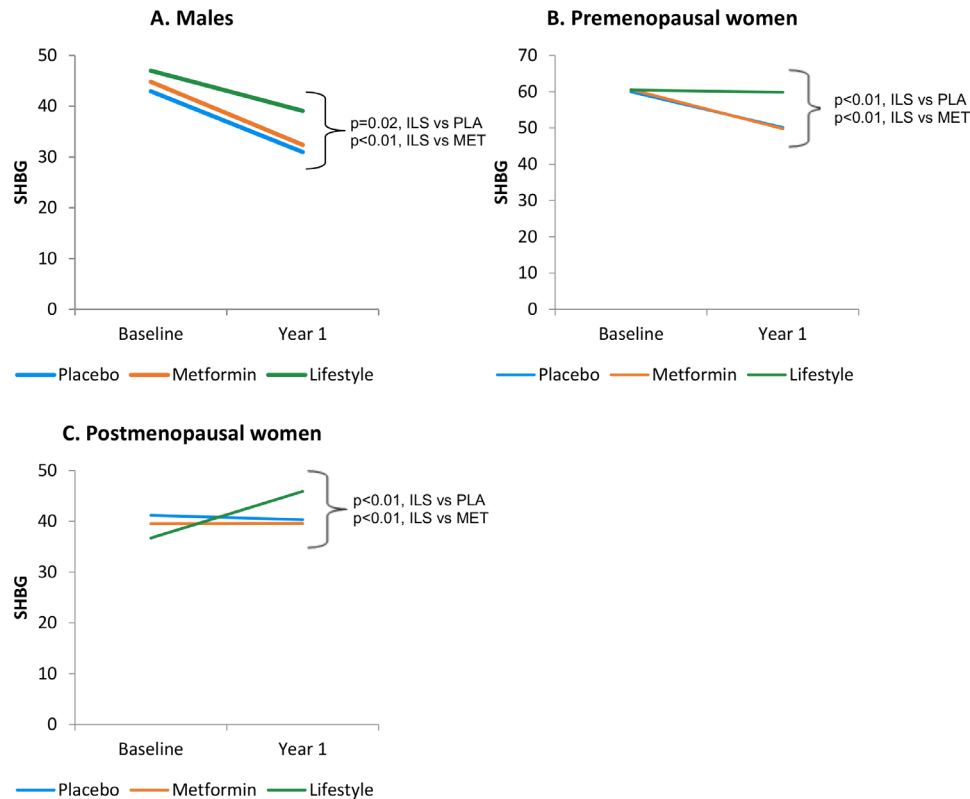 A. Males
50
40
30
20
10
0
SHBG
Baseline Year 1
p=0.02, ILS vs PLA
p<0.01, ILS vs MET
Placebo Metformin Lifestyle
B. Premenopausal women
70
60
50
40
30
20
10
0
SHBG
Baseline Year 1
p<0.01, ILS vs PLA
p<0.01, ILS vs MET
Placebo Metformin Lifestyle
C. Postmenopausal women
50
40
30
20
10
0
SHBG
Baseline Year 1
p<0.01, ILS vs PLA
p<0.01, ILS vs MET
Placebo Metformin Lifestyle